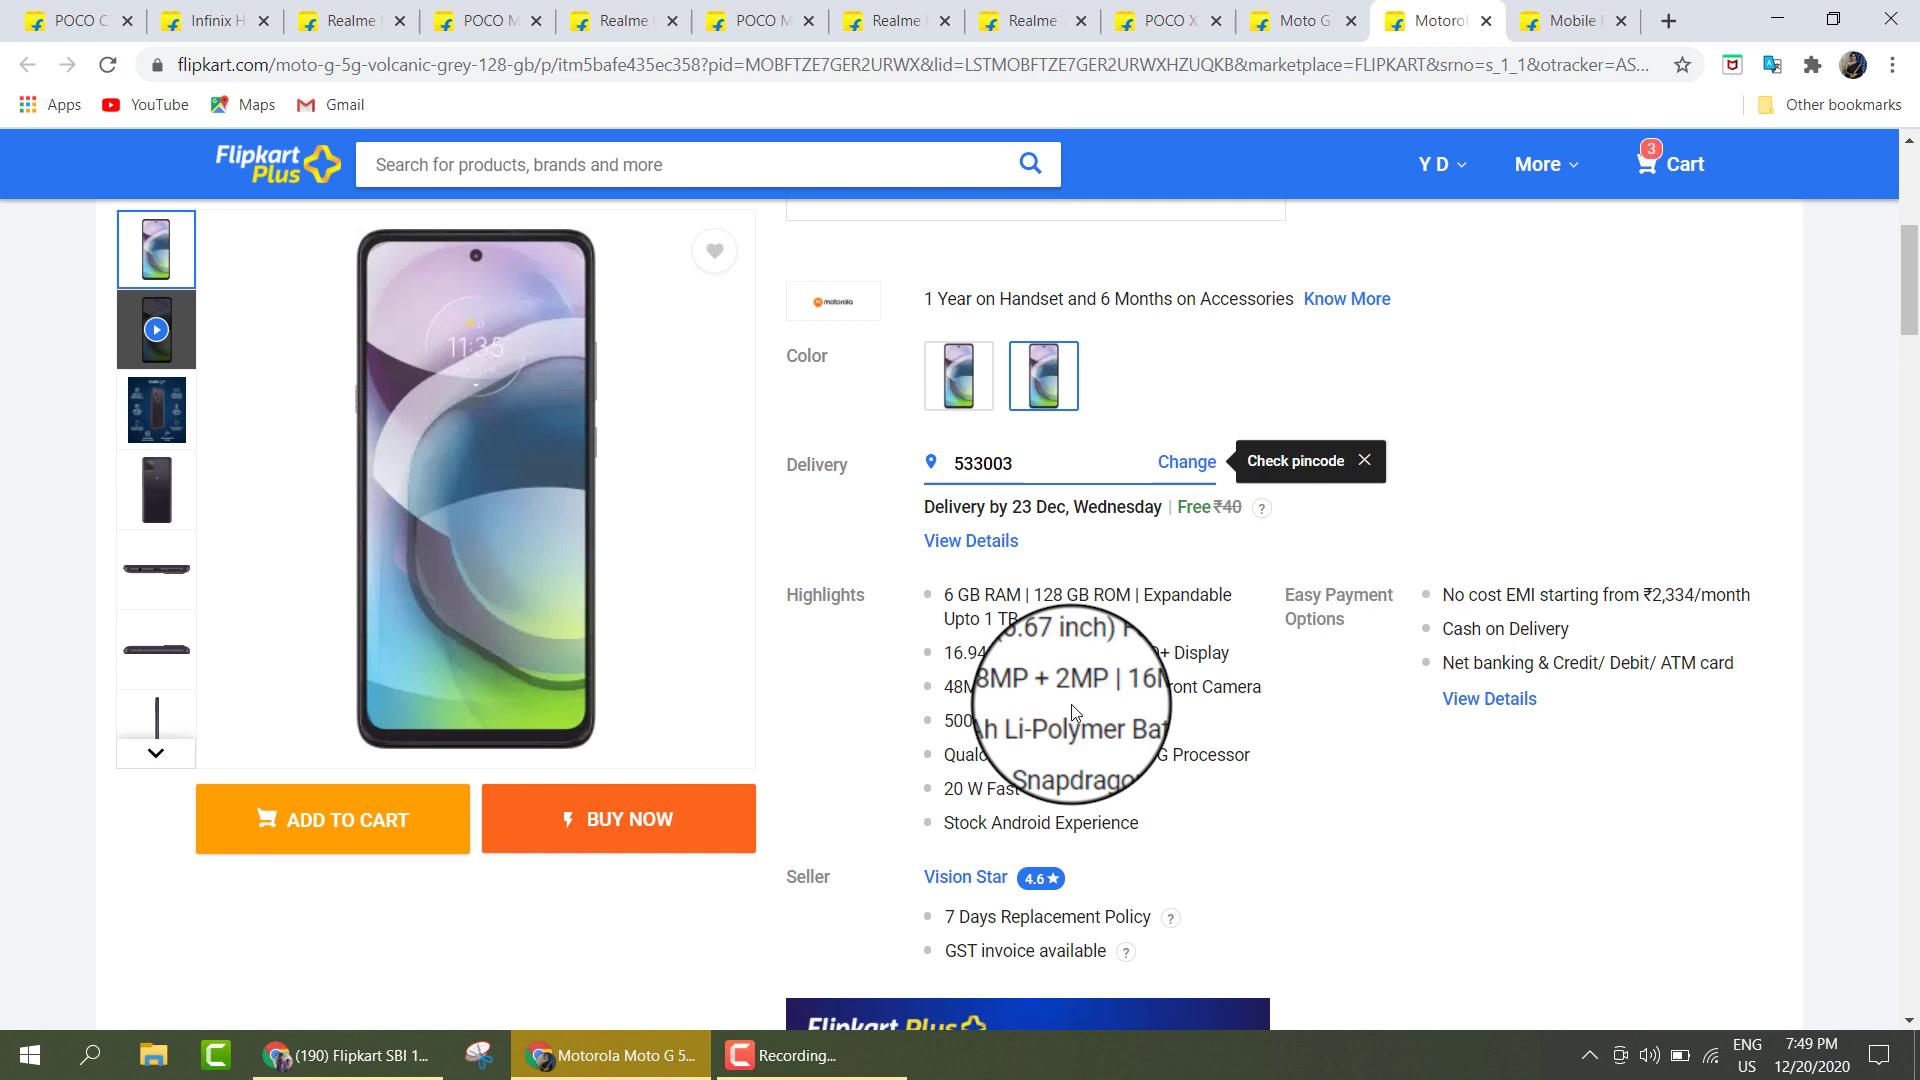 POCO C
Infinix H
Realme
POCO M
Realme
POCO M
Realme
Realme
POCO X
Moto G
Motorol
Mobile
flipkart.com/moto-g-5g-volcanic-grey-128-gb/p/itm5bafe435ec358?pid=MOBFTZE7GER2URWX&lid=LSTMOBFTZE7GER2URWXHZUQKB&marketplace=FLIPKART&srno=s_1_1&otracker=AS...
Apps
YouTube
Maps
Gmail
Other bookmarks
Flipkart
Plus
Search for products, brands and more
Y D
More
3
Cart
11:35
motorola
1 Year on Handset and 6 Months on Accessories Know More
Color
Delivery
533003
Change
Check pincode
Delivery by 23 Dec, Wednesday | Free ₹40 ?
View Details
Highlights
6 GB RAM | 128 GB ROM | Expandable
Upto 1 TB
16.94
+ Display
48M
ront Camera
500
Qualc
G Processor
20 W Fast
Stock Android Experience
.67 inch) F
8MP + 2MP | 16M
Ah Li-Polymer Bat
Snapdrago
Easy Payment
Options
No cost EMI starting from ₹2,334/month
Cash on Delivery
Net banking & Credit/ Debit/ ATM card
View Details
ADD TO CART
BUY NOW
Seller
Vision Star 4.6
7 Days Replacement Policy ?
GST invoice available ?
Flipkart Plus
(190) Flipkart SBI 1...
Motorola Moto G 5...
Recording...
ENG
US
7:49 PM
12/20/2020